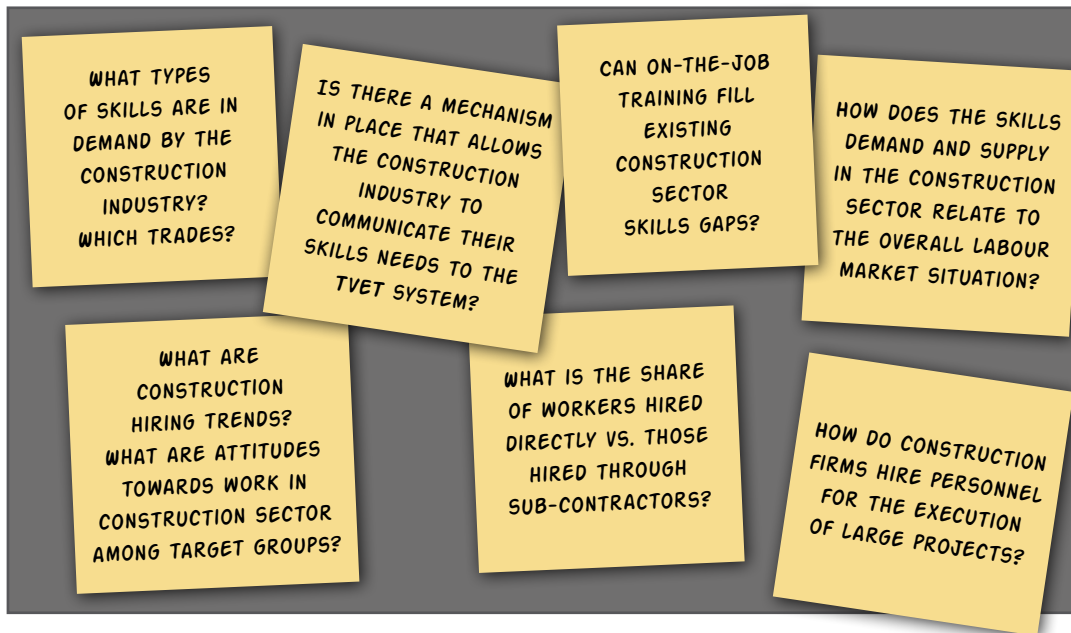 WHAT TYPES
OF SKILLS ARE IN
DEMAND BY THE
CONSTRUCTION
INDUSTRY?
WHICH TRADES?
IS THERE A MECHANISM
IN PLACE THAT ALLOWS
THE CONSTRUCTION
INDUSTRY TO
COMMUNICATE THEIR
SKILLS NEEDS TO THE
TVET SYSTEM?
CAN ON-THE-JOB
TRAINING FILL
EXISTING
CONSTRUCTION
SECTOR
SKILLS GAPS?
HOW DOES THE SKILLS
DEMAND AND SUPPLY
IN THE CONSTRUCTION
SECTOR RELATE TO
THE OVERALL LABOUR
MARKET SITUATION?
WHAT ARE
CONSTRUCTION
HIRING TRENDS?
WHAT ARE ATTITUDES
TOWARDS WORK IN
CONSTRUCTION SECTOR
AMONG TARGET GROUPS?
WHAT IS THE SHARE
OF WORKERS HIRED
DIRECTLY VS. THOSE
HIRED THROUGH
SUB-CONTRACTORS?
HOW DO CONSTRUCTION
FIRMS HIRE PERSONNEL
FOR THE EXECUTION
OF LARGE PROJECTS?